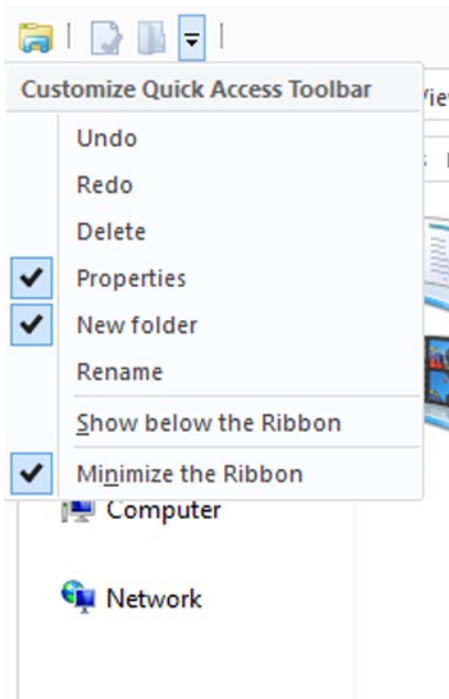 Customize Quick Access Toolbar
Undo
Redo
Delete
Properties
New folder
Rename
Show below the Ribbon
Minimize the Ribbon
Computer
Network